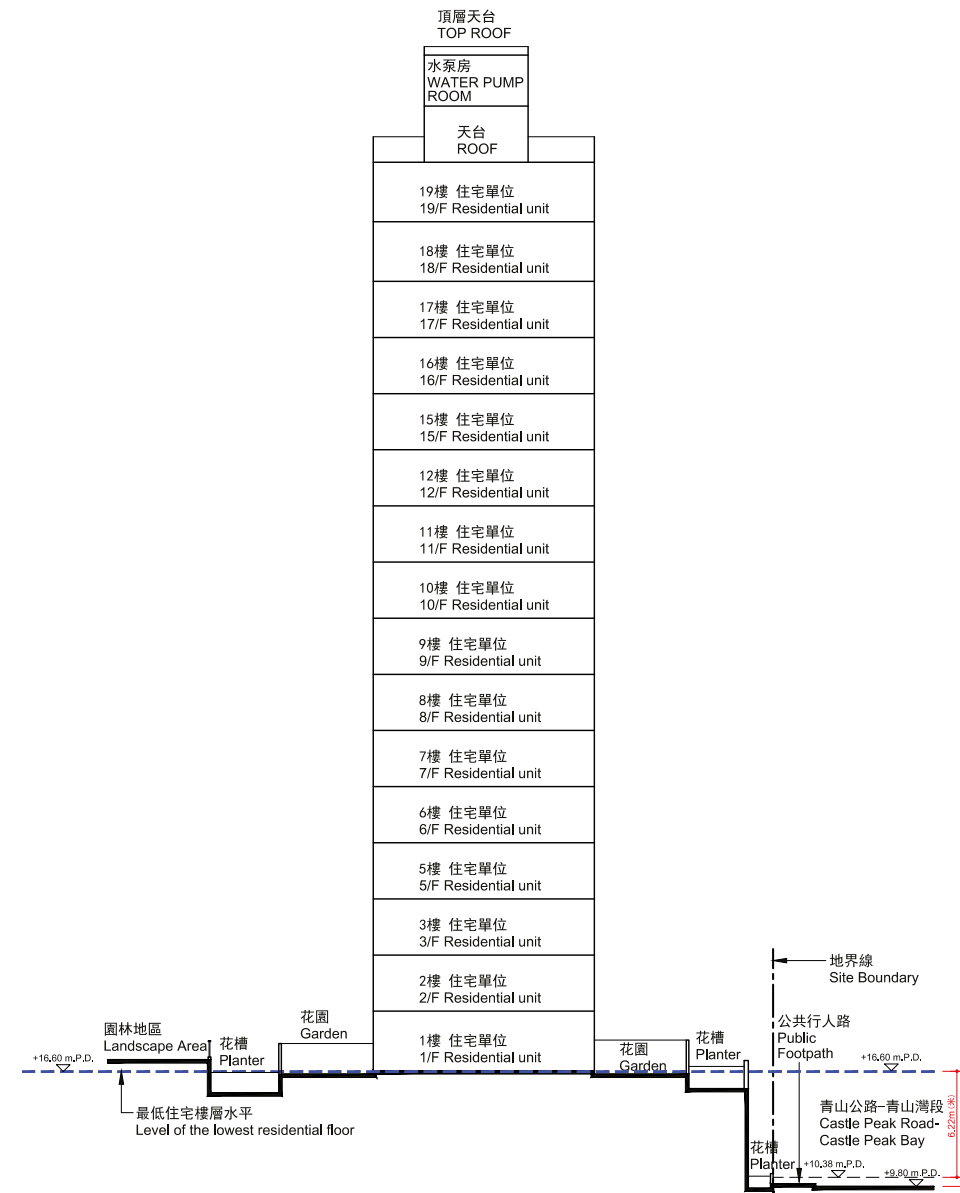 頂層天台
TOP ROOF
水泵房
WATER PUMP
ROOM
天台
ROOF
19樓 住宅單位
19/F Residential unit
18樓 住宅單位
18/F Residential unit
17樓 住宅單位
17/F Residential unit
16樓 住宅單位
16/F Residential unit
15樓 住宅單位
15/F Residential unit
12樓 住宅單位
12/F Residential unit
11樓 住宅單位
11/F Residential unit
10樓 住宅單位
10/F Residential unit
9樓 住宅單位
9/F Residential unit
8樓 住宅單位
8/F Residential unit
7樓 住宅單位
7/F Residential unit
6樓 住宅單位
6/F Residential unit
5樓 住宅單位
5/F Residential unit
3樓 住宅單位
3/F Residential unit
2樓 住宅單位
2/F Residential unit
1樓 住宅單位
1/F Residential unit
地界線
Site Boundary
園林地區
Landscape Area
花槽
Planter
花園
Garden
花園
Garden
花槽
Planter
公共行人路
Public
Footpath
+16.60 m.P.D.
+16.60 m.P.D.
最低住宅樓層水平
Level of the lowest residential floor
青山公路–青山灣段
Castle Peak Road-
Castle Peak Bay
6.22m (米)
花槽
Planter
+10.38 m.P.D.
+9.80 m.P.D.